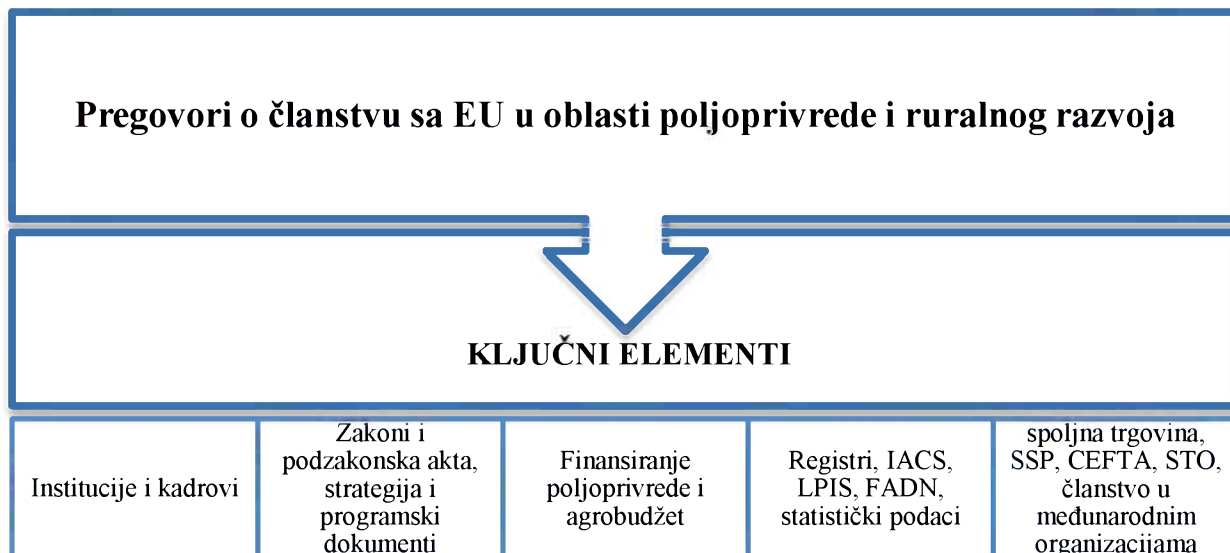 Pregovori o članstvu sa EU u oblasti poljoprivrede i ruralnog razvoja
KLJUČNI ELEMENTI
Institucije i kadrovi
Zakoni i
podzakonska akta,
strategija i
programski
dokumenti
Finansiranje
poljoprivrede i
agrobudžet
Registri, IACS,
LPIS, FADN,
statistički podaci
spoljna trgovina,
SSP, CEFTA, STO,
članstvo u
međunarodnim
organizacijama